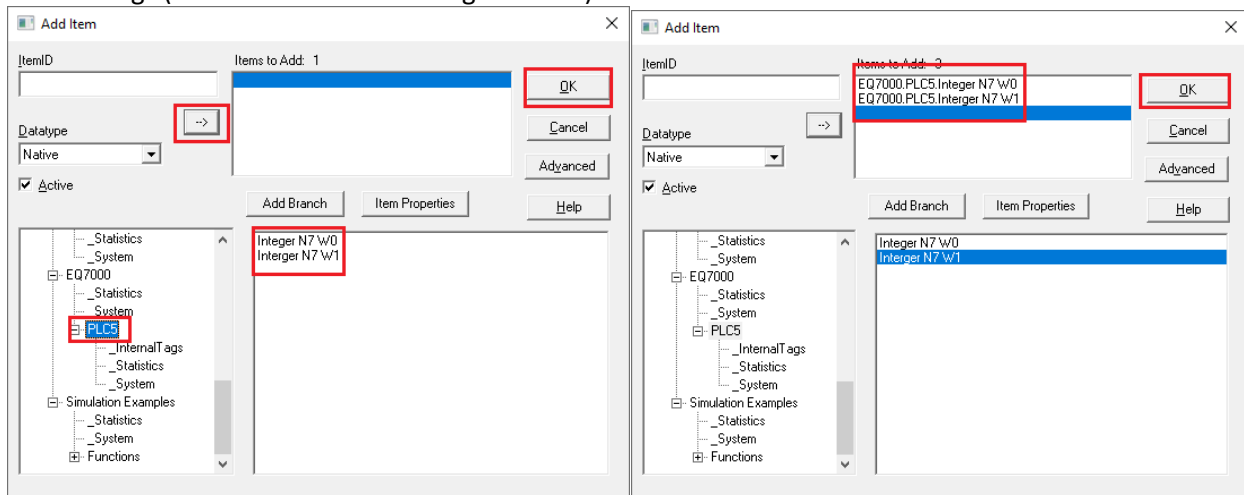 Add Item
ItemID
Items to Add: 1
OK
-->
Datatype
Native
Cancel
Advanced
Active
Add Branch
Item Properties
Help
_Statistics
_System
EQ7000
_Statistics
_System
PLC5
_InternalTags
_Statistics
_System
Simulation Examples
_Statistics
_System
Functions
Integer N7 W0
Interger N7 W1
Add Item
ItemID
Items to Add: 3
EQ7000.PLC5.Integer N7 W0
EQ7000.PLC5.Interger N7 W1
OK
-->
Datatype
Native
Cancel
Advanced
Active
Add Branch
Item Properties
Help
_Statistics
_System
EQ7000
_Statistics
_System
PLC5
_InternalTags
_Statistics
_System
Simulation Examples
_Statistics
_System
Functions
Integer N7 W0
Interger N7 W1